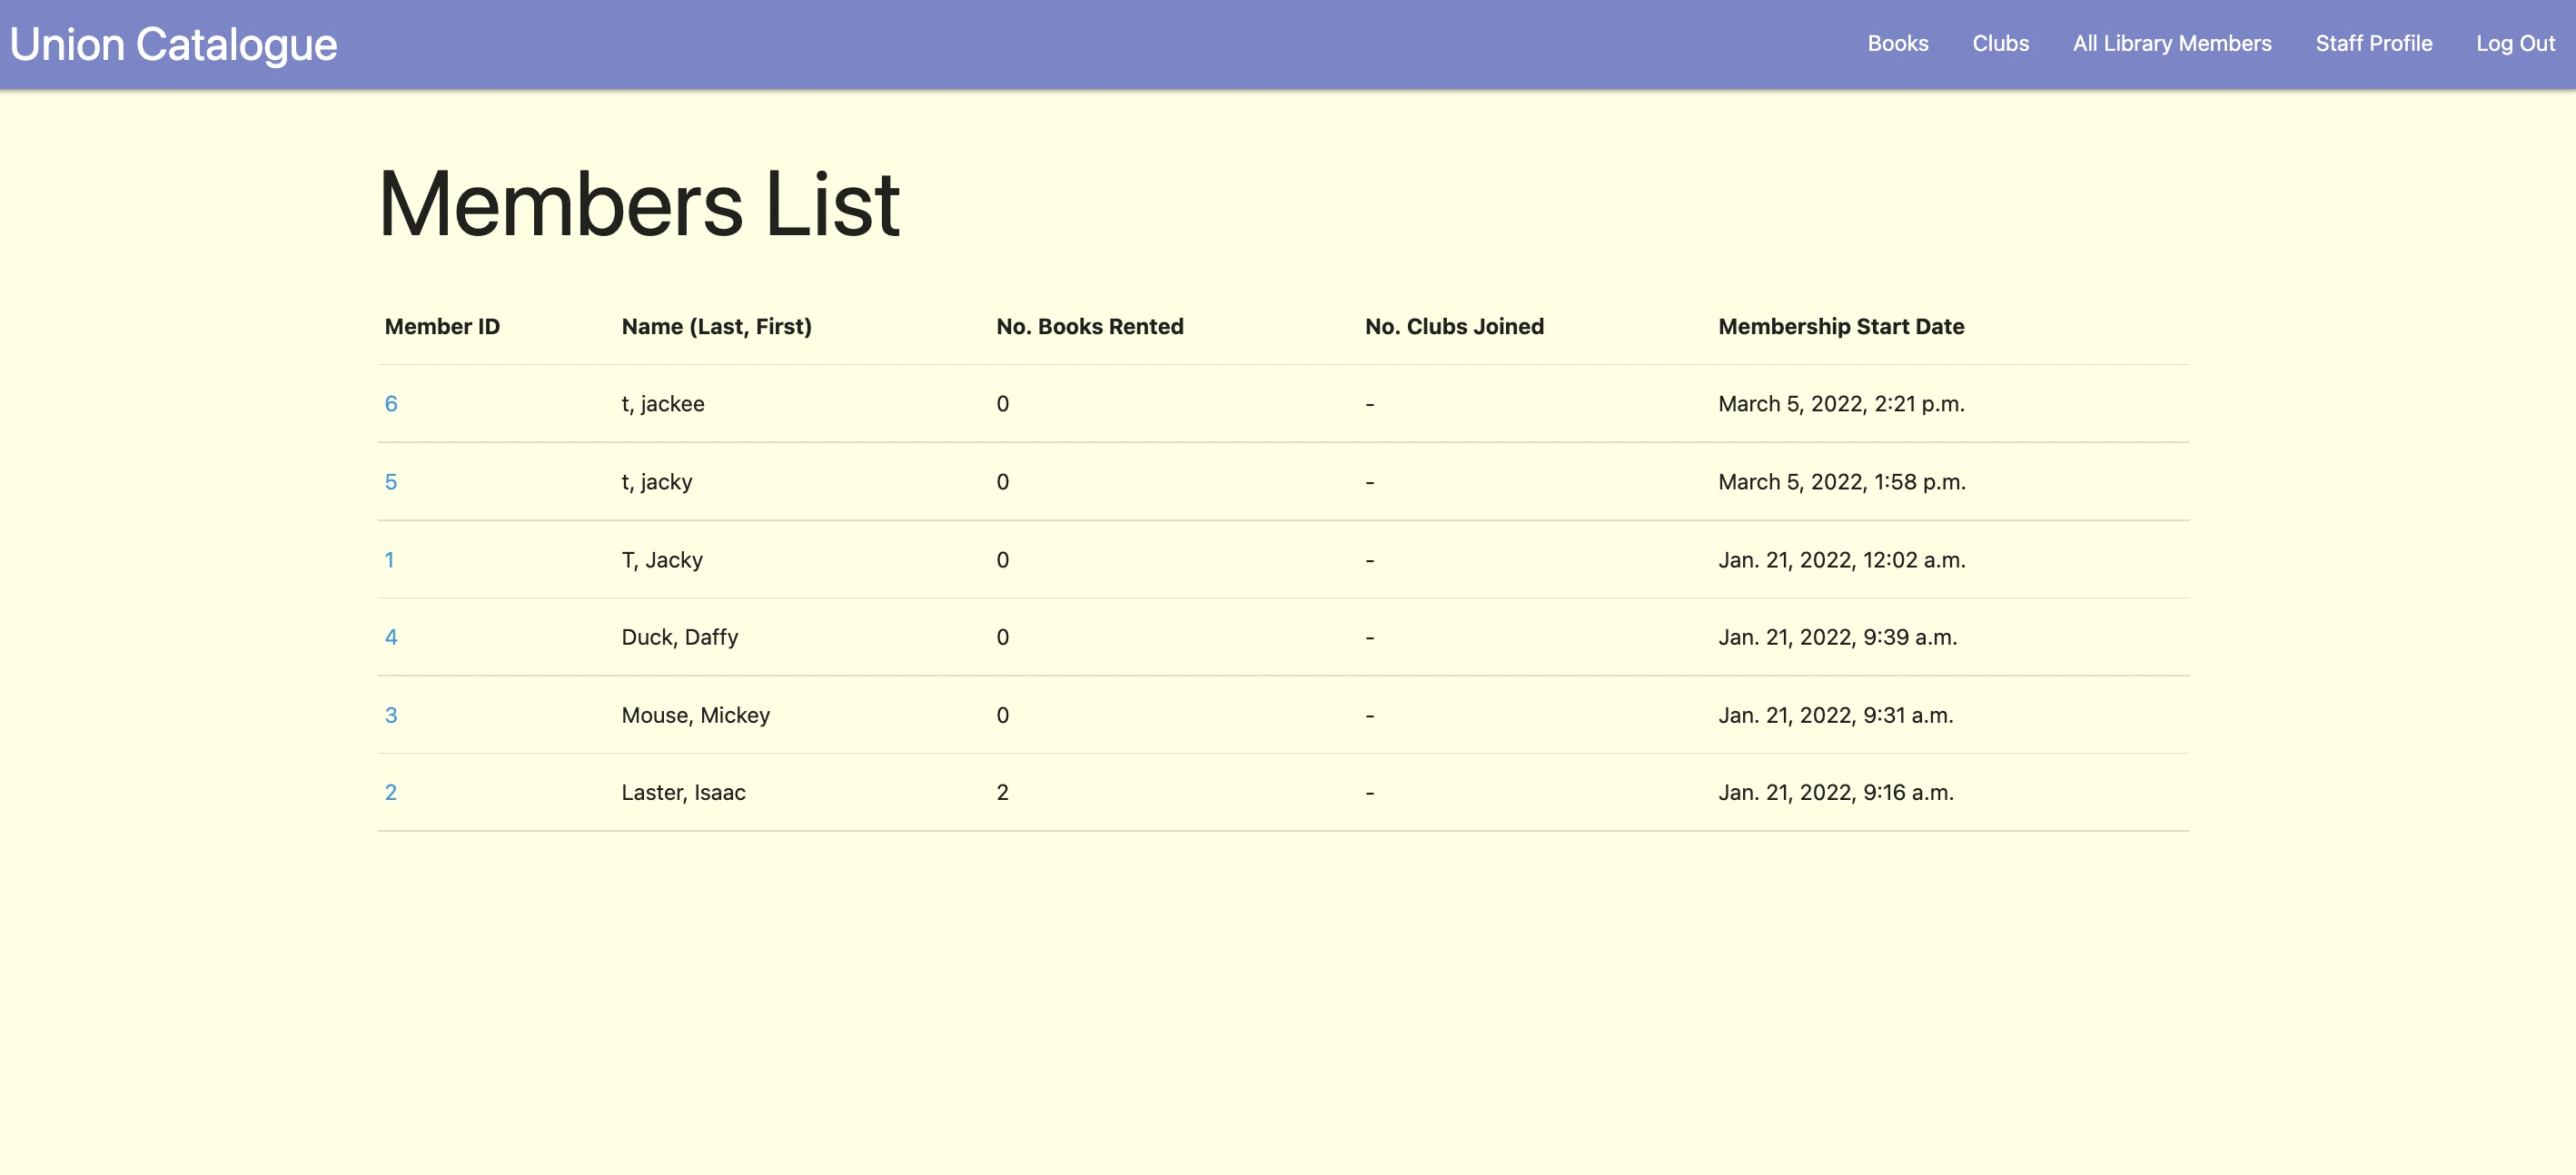 Union Catalogue Books Clubs All Library Members Staff Profile Log Out
Members List
Member ID Name (Last, First) No. Books Rented No. Clubs Joined Membership Start Date
6 t, jackee 0 - March 5, 2022, 2:21 p.m.
5 t, jacky 0 - March 5, 2022, 1:58 p.m.
1 T, Jacky 0 - Jan. 21, 2022, 12:02 a.m.
4 Duck, Daffy 0 - Jan. 21, 2022, 9:39 a.m.
3 Mouse, Mickey 0 - Jan. 21, 2022, 9:31 a.m.
2 Laster, Isaac 2 - Jan. 21, 2022, 9:16 a.m.